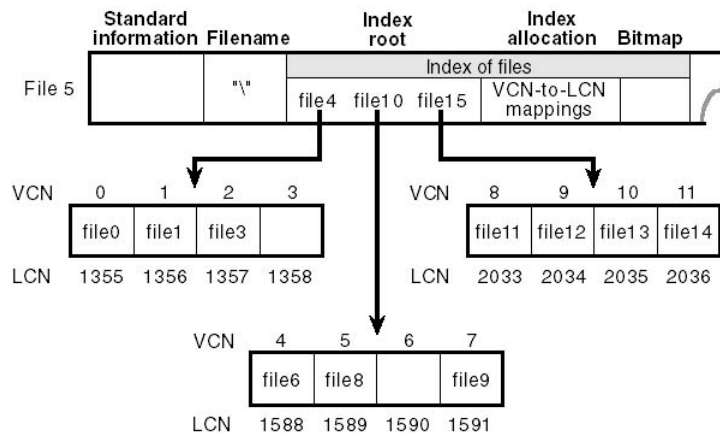 Standard information Filename Index root Index allocation Bitmap
Index of files
File 5 "\" file4 file10 file15 VCN-to-LCN mappings
VCN 0 1 2 3
file0 file1 file3
LCN 1355 1356 1357 1358
VCN 8 9 10 11
file11 file12 file13 file14
LCN 2033 2034 2035 2036
VCN 4 5 6 7
file6 file8 file9
LCN 1588 1589 1590 1591